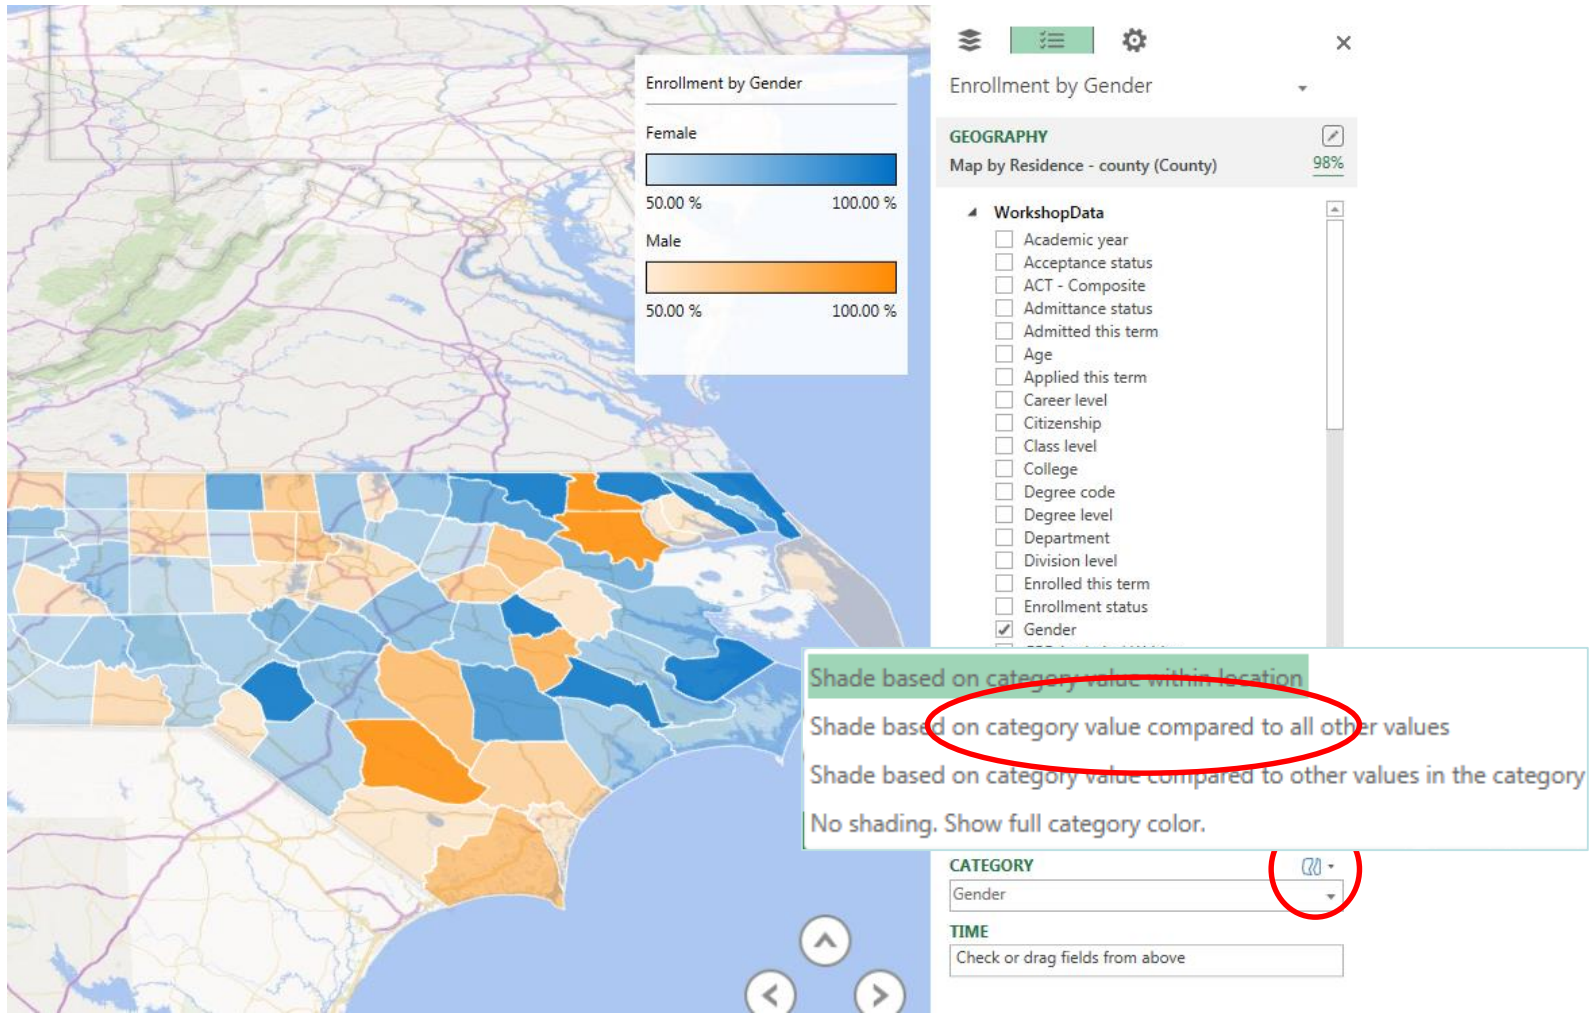 Enrollment by Gender
Female
50.00 % 100.00 %
Male
50.00 % 100.00 %
Enrollment by Gender
GEOGRAPHY
Map by Residence - county (County) 98%
WorkshopData
Academic year
Acceptance status
ACT - Composite
Admittance status
Admitted this term
Age
Applied this term
Career level
Citizenship
Class level
College
Degree code
Degree level
Department
Division level
Enrolled this term
Enrollment status
Gender
Shade based on category value within location
Shade based on category value compared to all other values
Shade based on category value compared to other values in the category
No shading. Show full category color.
CATEGORY
Gender
TIME
Check or drag fields from above